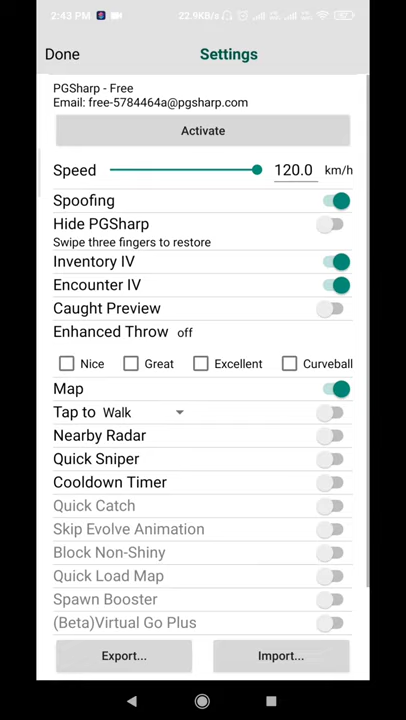 2:43 PM 22.9KB/s
Done Settings
PGSharp - Free
Email: free-5784464a@pgsharp.com
Activate
Speed 120.0 km/h
Spoofing
Hide PGSharp
Swipe three fingers to restore
Inventory IV
Encounter IV
Caught Preview
Enhanced Throw off
Nice Great Excellent Curveball
Map
Tap to Walk
Nearby Radar
Quick Sniper
Cooldown Timer
Quick Catch
Skip Evolve Animation
Block Non-Shiny
Quick Load Map
Spawn Booster
(Beta)Virtual Go Plus
Export... Import...